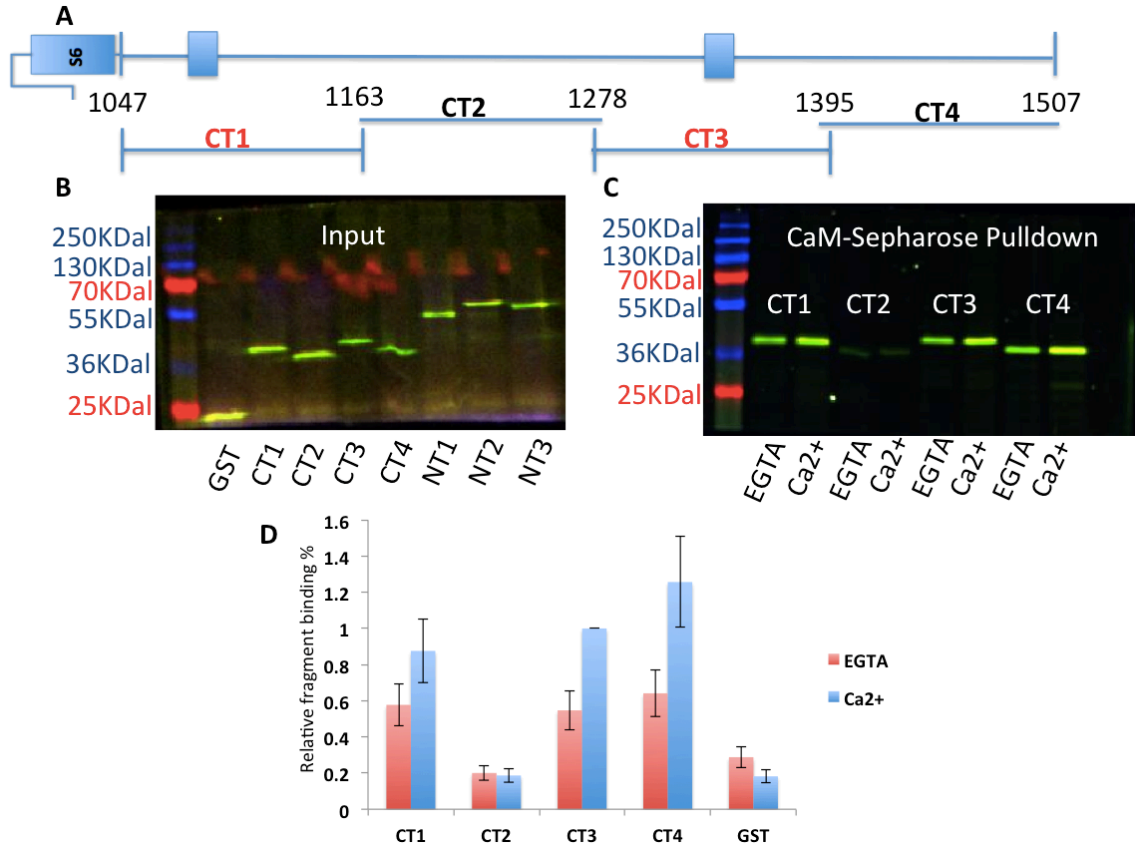 A
S6
1047
1163
CT2
1278
1395
CT4
1507
CT1
CT3
B
Input
250KDal
130KDal
70KDal
55KDal
36KDal
25KDal
GST
CT1
CT2
CT3
CT4
NT1
NT2
NT3
C
CaM-Sepharose Pulldown
250KDal
130KDal
70KDal
55KDal
36KDal
25KDal
CT1
CT2
CT3
CT4
EGTA
Ca2+
EGTA
Ca2+
EGTA
Ca2+
EGTA
Ca2+
D
Relative fragment binding %
1.6
1.4
1.2
1
0.8
0.6
0.4
0.2
0
CT1
CT2
CT3
CT4
GST
EGTA
Ca2+